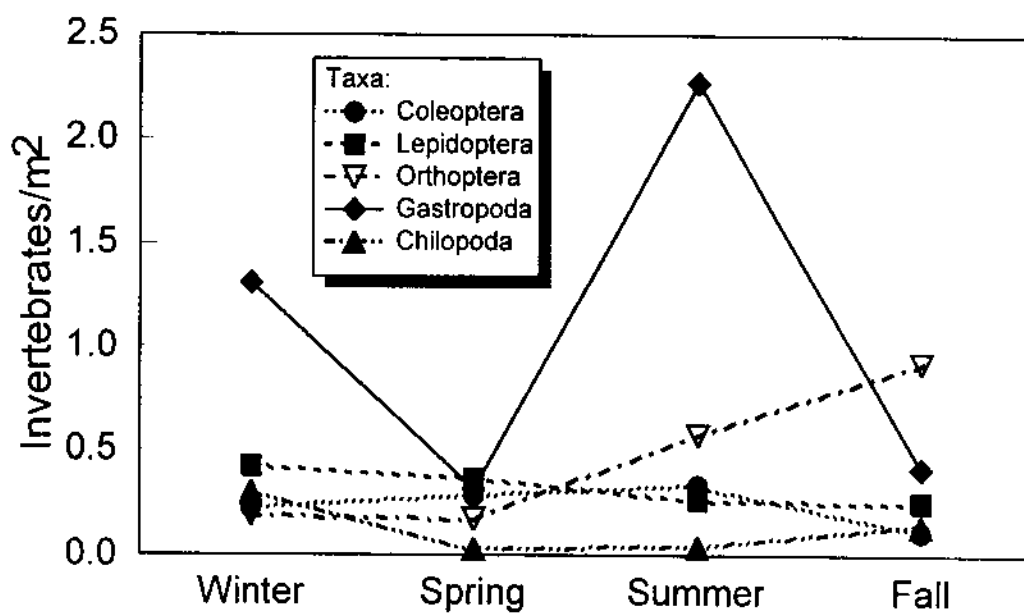 Invertebrates/m2
2.5
2.0
1.5
1.0
0.5
0.0
Taxa:
Coleoptera
Lepidoptera
Orthoptera
Gastropoda
Chilopoda
Winter Spring Summer Fall